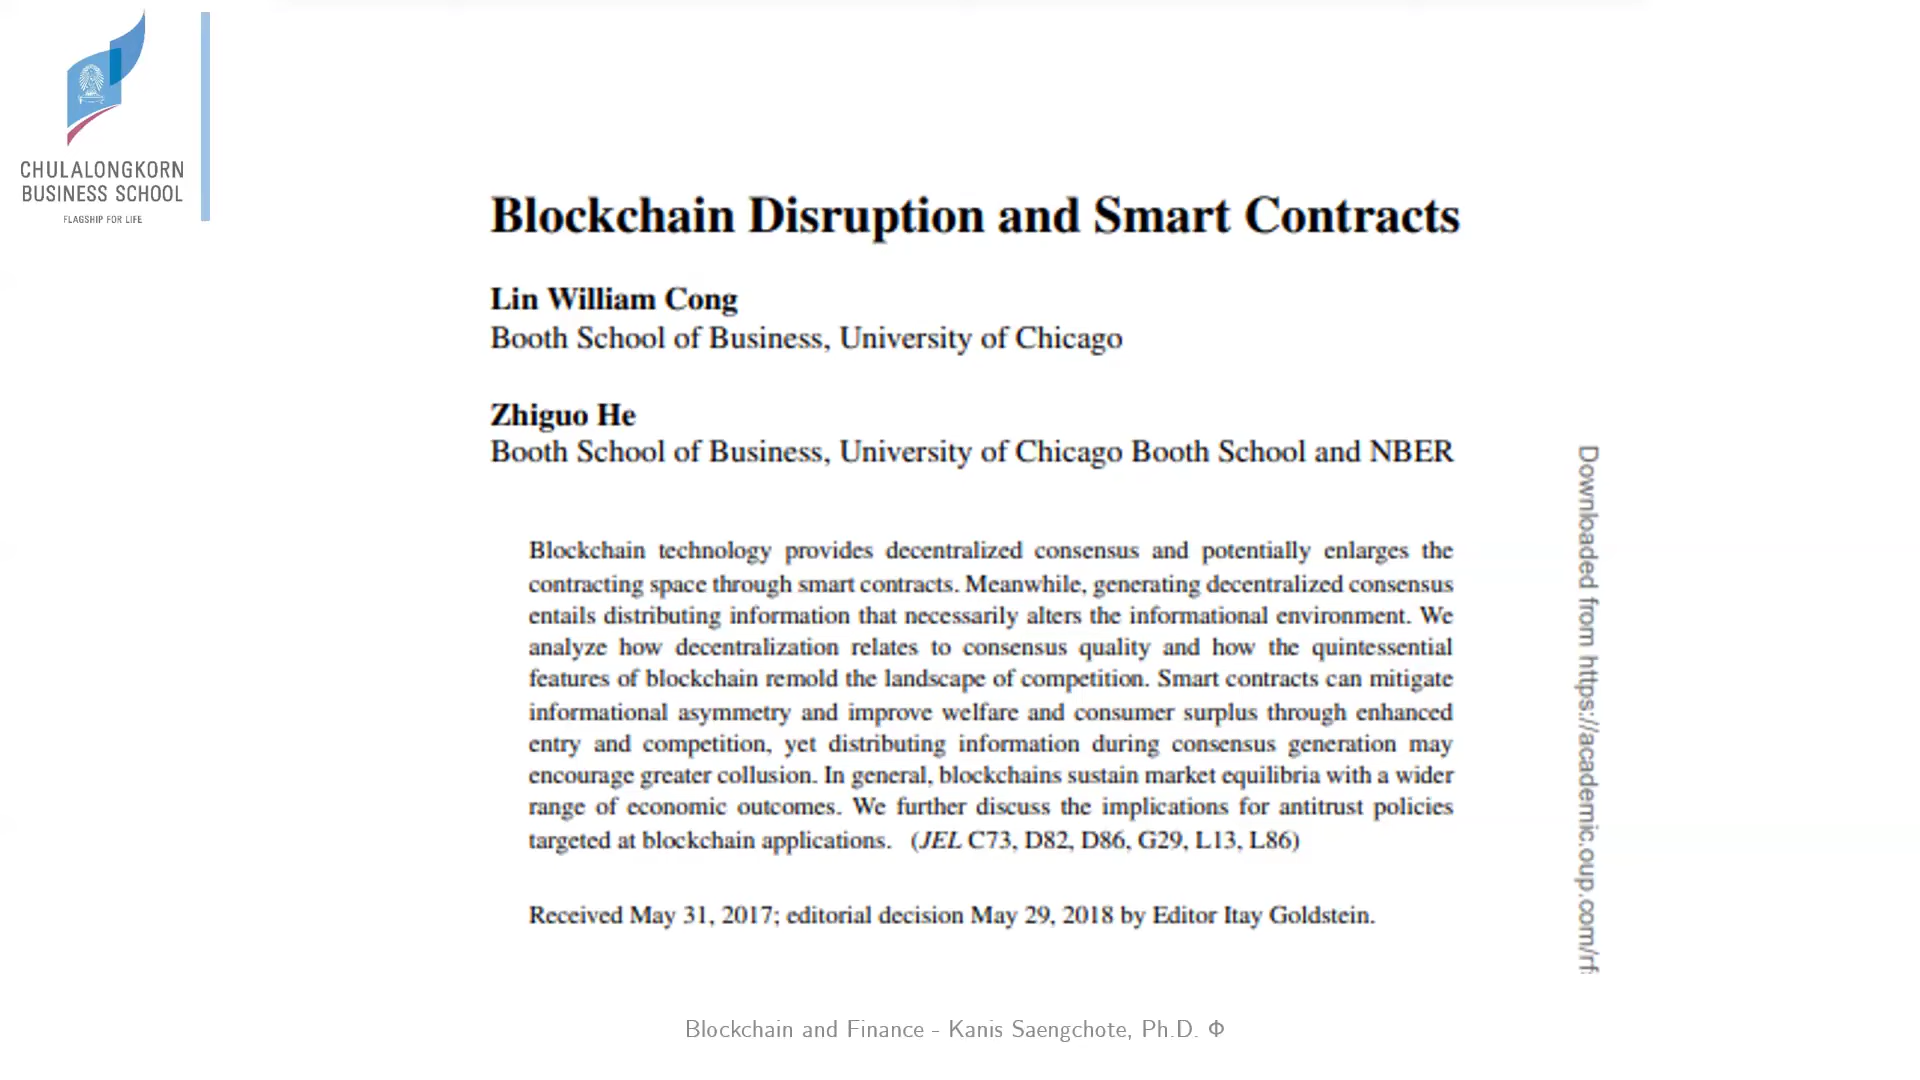 CHULALONGKORN
BUSINESS SCHOOL
FLAGSHIP FOR LIFE
Blockchain Disruption and Smart Contracts
Lin William Cong
Booth School of Business, University of Chicago
Zhiguo He
Booth School of Business, University of Chicago Booth School and NBER
Blockchain technology provides decentralized consensus and potentially enlarges the
contracting space through smart contracts. Meanwhile, generating decentralized consensus
entails distributing information that necessarily alters the informational environment. We
analyze how decentralization relates to consensus quality and how the quintessential
features of blockchain remold the landscape of competition. Smart contracts can mitigate
informational asymmetry and improve welfare and consumer surplus through enhanced
entry and competition, yet distributing information during consensus generation may
encourage greater collusion. In general, blockchains sustain market equilibria with a wider
range of economic outcomes. We further discuss the implications for antitrust policies
targeted at blockchain applications. (JEL C73, D82, D86, G29, L13, L86)
Received May 31, 2017; editorial decision May 29, 2018 by Editor Itay Goldstein.
Downloaded from https://academic.oup.com/rf
Blockchain and Finance - Kanis Saengchote, Ph.D. Φ